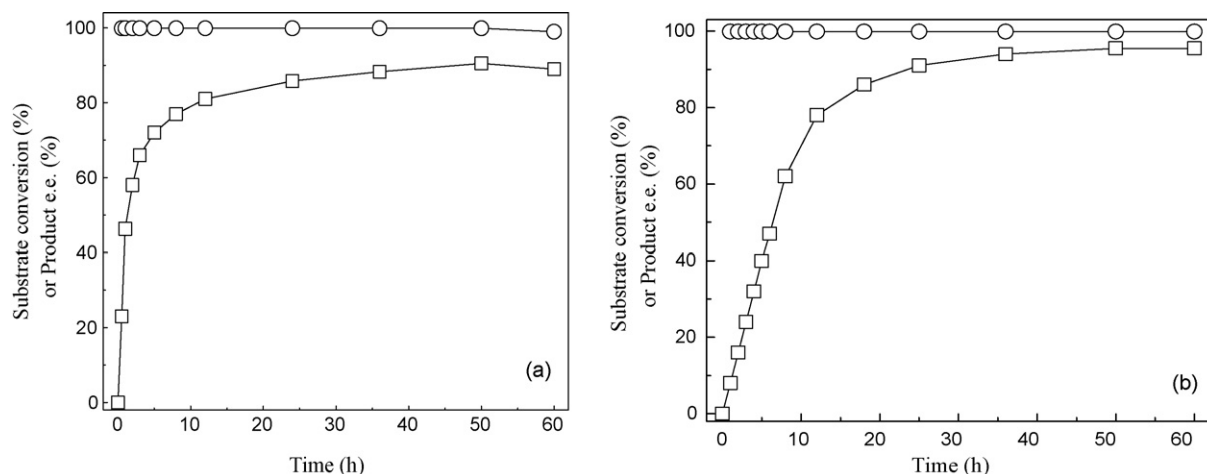 Substrate conversion (%)
or Product e.e. (%)
100
80
60
40
20
0
(a)
0 10 20 30 40 50 60
Time (h)
Substrate conversion (%)
or Product e.e. (%)
100
80
60
40
20
0
(b)
0 10 20 30 40 50 60
Time (h)